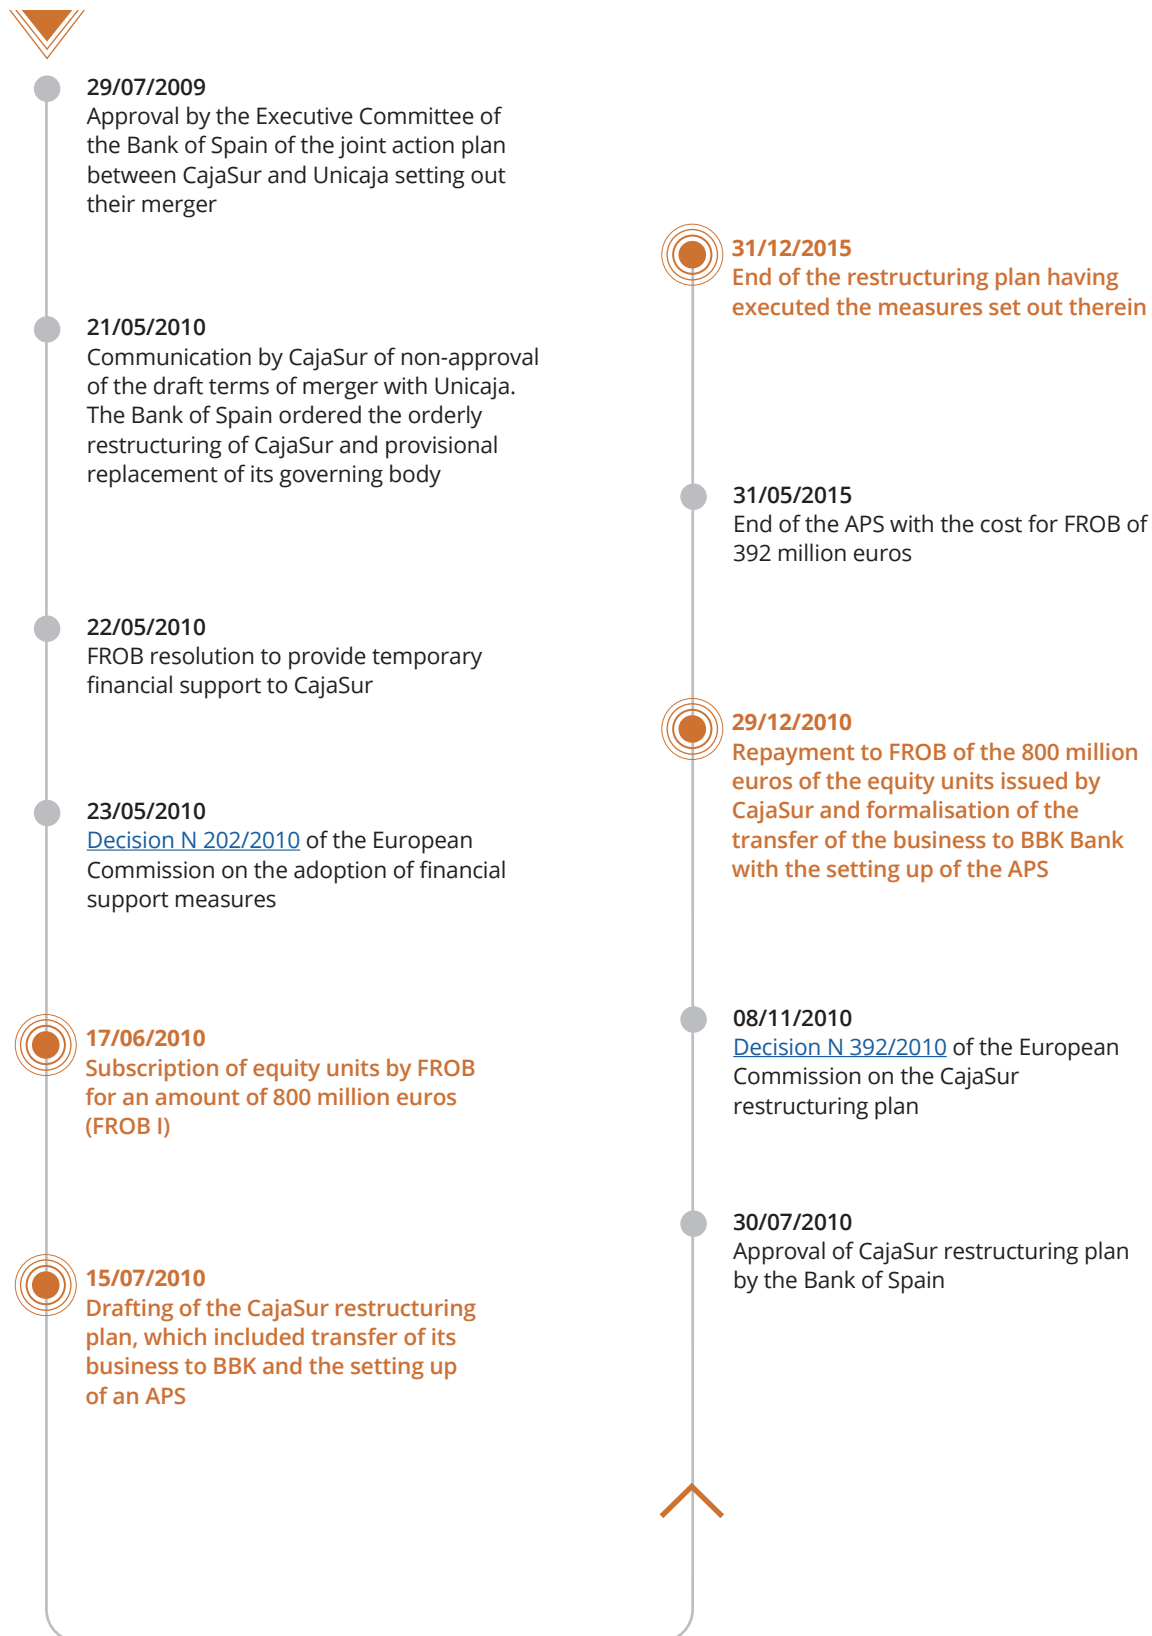 29/07/2009
Approval by the Executive Committee of
the Bank of Spain of the joint action plan
between CajaSur and Unicaja setting out
their merger
21/05/2010
Communication by CajaSur of non-approval
of the draft terms of merger with Unicaja.
The Bank of Spain ordered the orderly
restructuring of CajaSur and provisional
replacement of its governing body
22/05/2010
FROB resolution to provide temporary
financial support to CajaSur
23/05/2010
Decision N 202/2010 of the European
Commission on the adoption of financial
support measures
17/06/2010
Subscription of equity units by FROB
for an amount of 800 million euros
(FROB I)
15/07/2010
Drafting of the CajaSur restructuring
plan, which included transfer of its
business to BBK and the setting up
of an APS
30/07/2010
Approval of CajaSur restructuring plan
by the Bank of Spain
08/11/2010
Decision N 392/2010 of the European
Commission on the CajaSur
restructuring plan
29/12/2010
Repayment to FROB of the 800 million
euros of the equity units issued by
CajaSur and formalisation of the
transfer of the business to BBK Bank
with the setting up of the APS
31/05/2015
End of the APS with the cost for FROB of
392 million euros
31/12/2015
End of the restructuring plan having
executed the measures set out therein